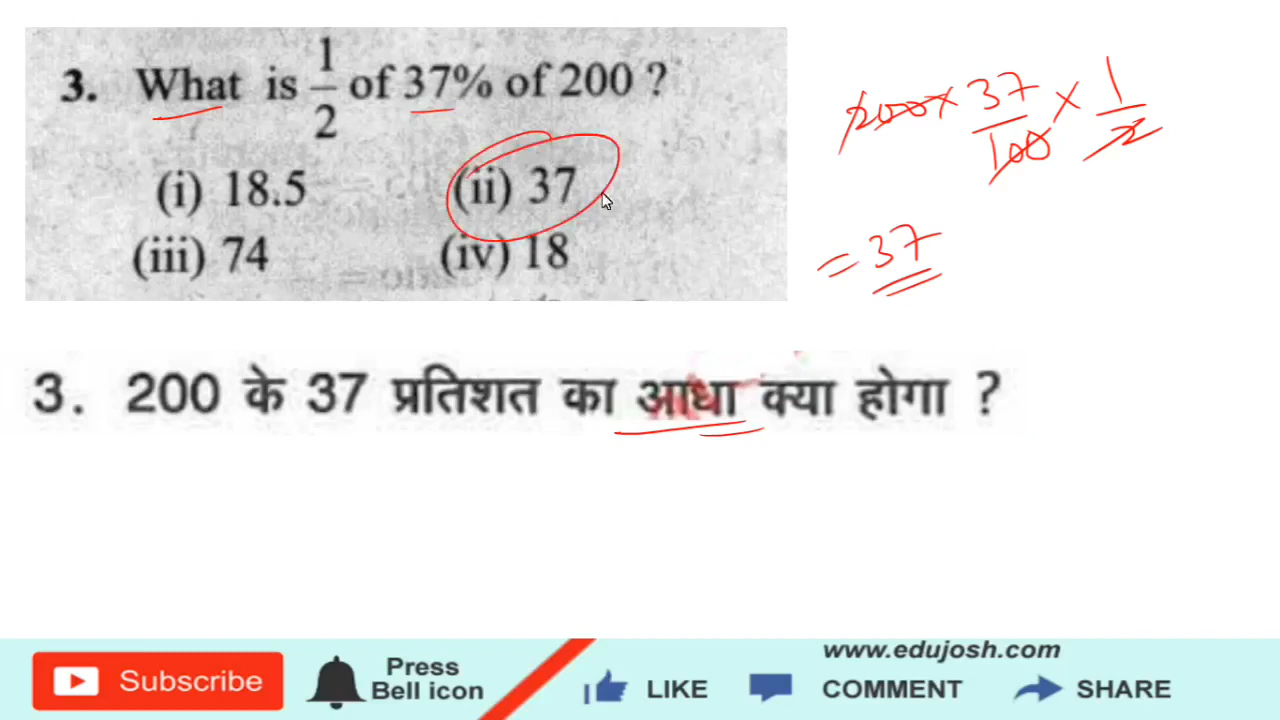 3. What is 1/2 of 37% of 200 ?
(i) 18.5 (ii) 37
(iii) 74 (iv) 18
200 × 37/100 × 1/2
= 37
3. 200 के 37 प्रतिशत का आधा क्या होगा ?
www.edujosh.com
Subscribe
Press
Bell icon
LIKE
COMMENT
SHARE